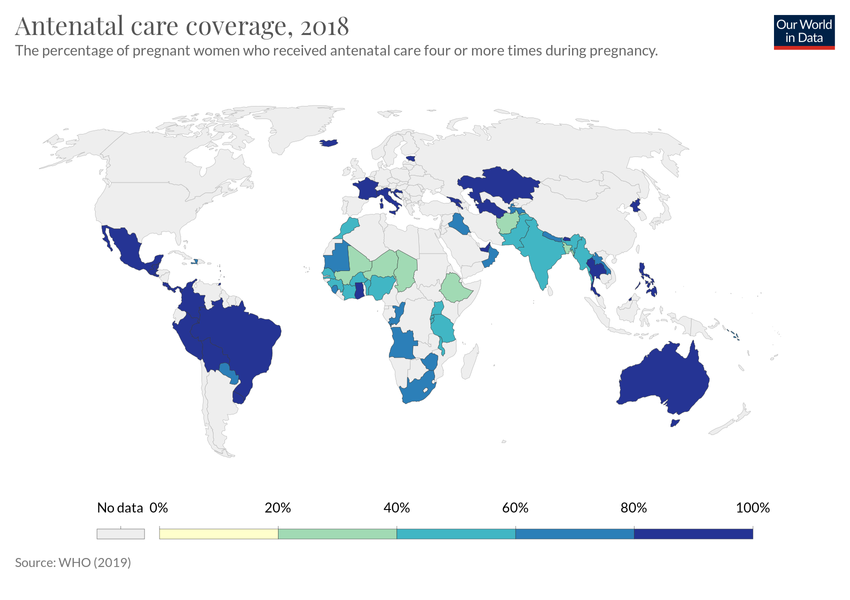 Antenatal care coverage, 2018
The percentage of pregnant women who received antenatal care four or more times during pregnancy.
Our World
in Data
No data 0% 20% 40% 60% 80% 100%
Source: WHO (2019)